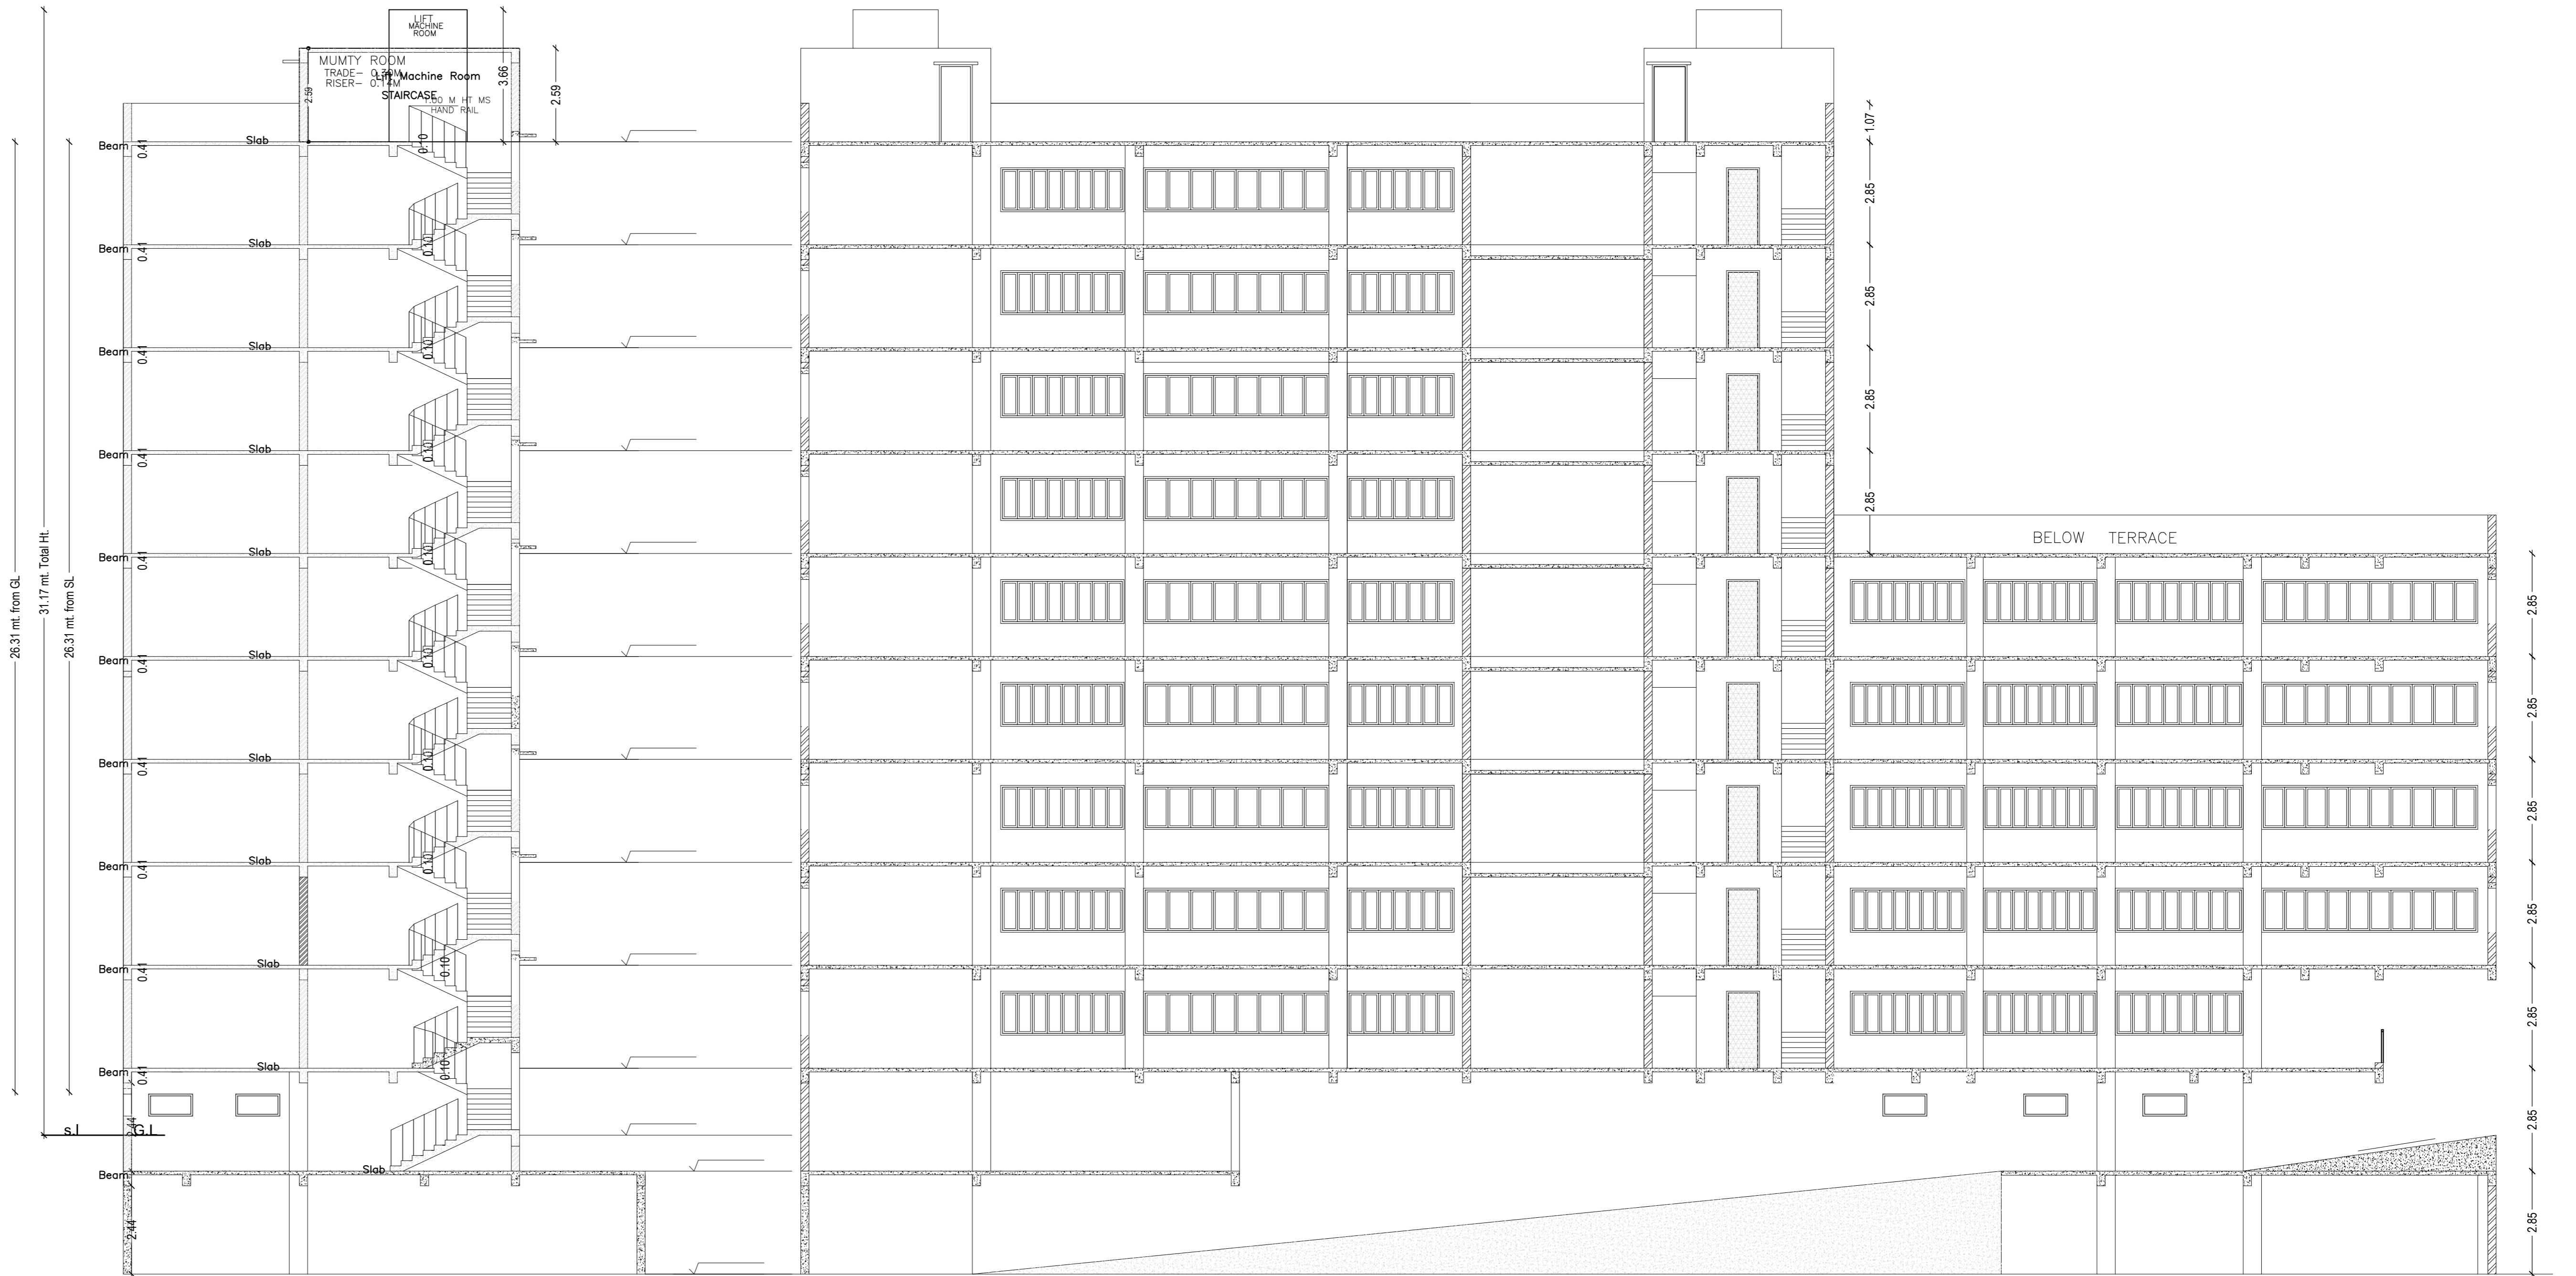 LIFT
MACHINE
ROOM
MUMTY ROOM
TRADE- 0.30M
RISER- 0.14M
Lift Machine Room
STAIRCASE
1.00 M HT MS
HAND RAIL
2.59
3.66
2.59
1.07
Beam 0.41 Slab 0.10
2.85
Beam 0.41 Slab 0.10
2.85
Beam 0.41 Slab 0.10
2.85
Beam 0.41 Slab 0.10
2.85
26.31 mt. from GL
31.17 mt. Total Ht.
26.31 mt. from SL
BELOW TERRACE
Beam 0.41 Slab 0.10
2.85
Beam 0.41 Slab 0.10
2.85
Beam 0.41 Slab 0.10
2.85
Beam 0.41 Slab 0.10
2.85
Beam 0.41 Slab 0.10
2.85
Beam 0.41 Slab 0.10
2.85
2.44
s.l G.L
Beam Slab
2.44
2.85